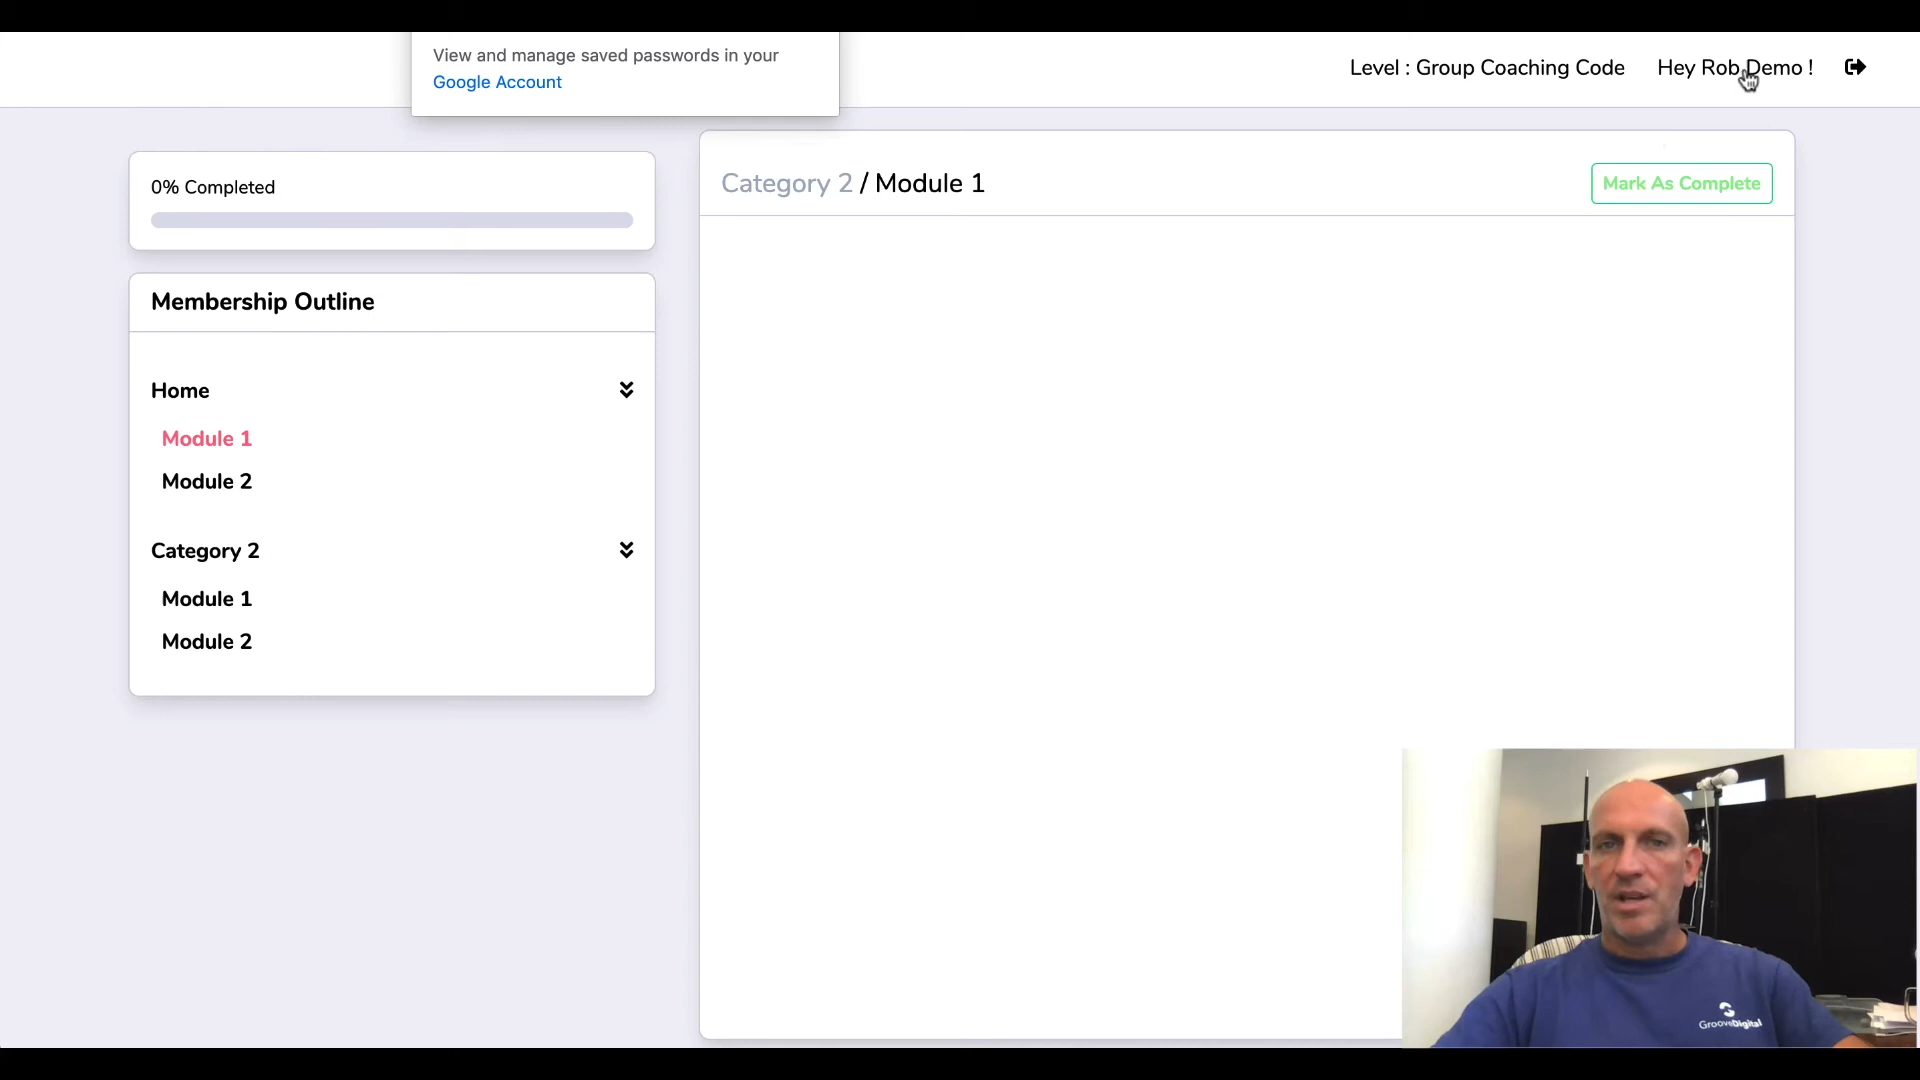 View and manage saved passwords in your
Google Account
Level : Group Coaching Code
Hey Rob Demo !
0% Completed
Category 2 / Module 1
Mark As Complete
Membership Outline
Home
Module 1
Module 2
Category 2
Module 1
Module 2
GrooveDigital